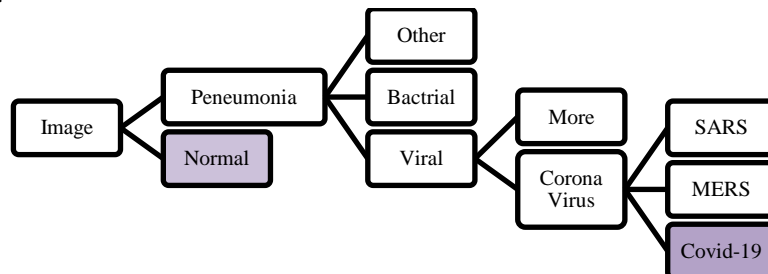 Image
Peneumonia
Normal
Other
Bactrial
Viral
More
Corona
Virus
SARS
MERS
Covid-19